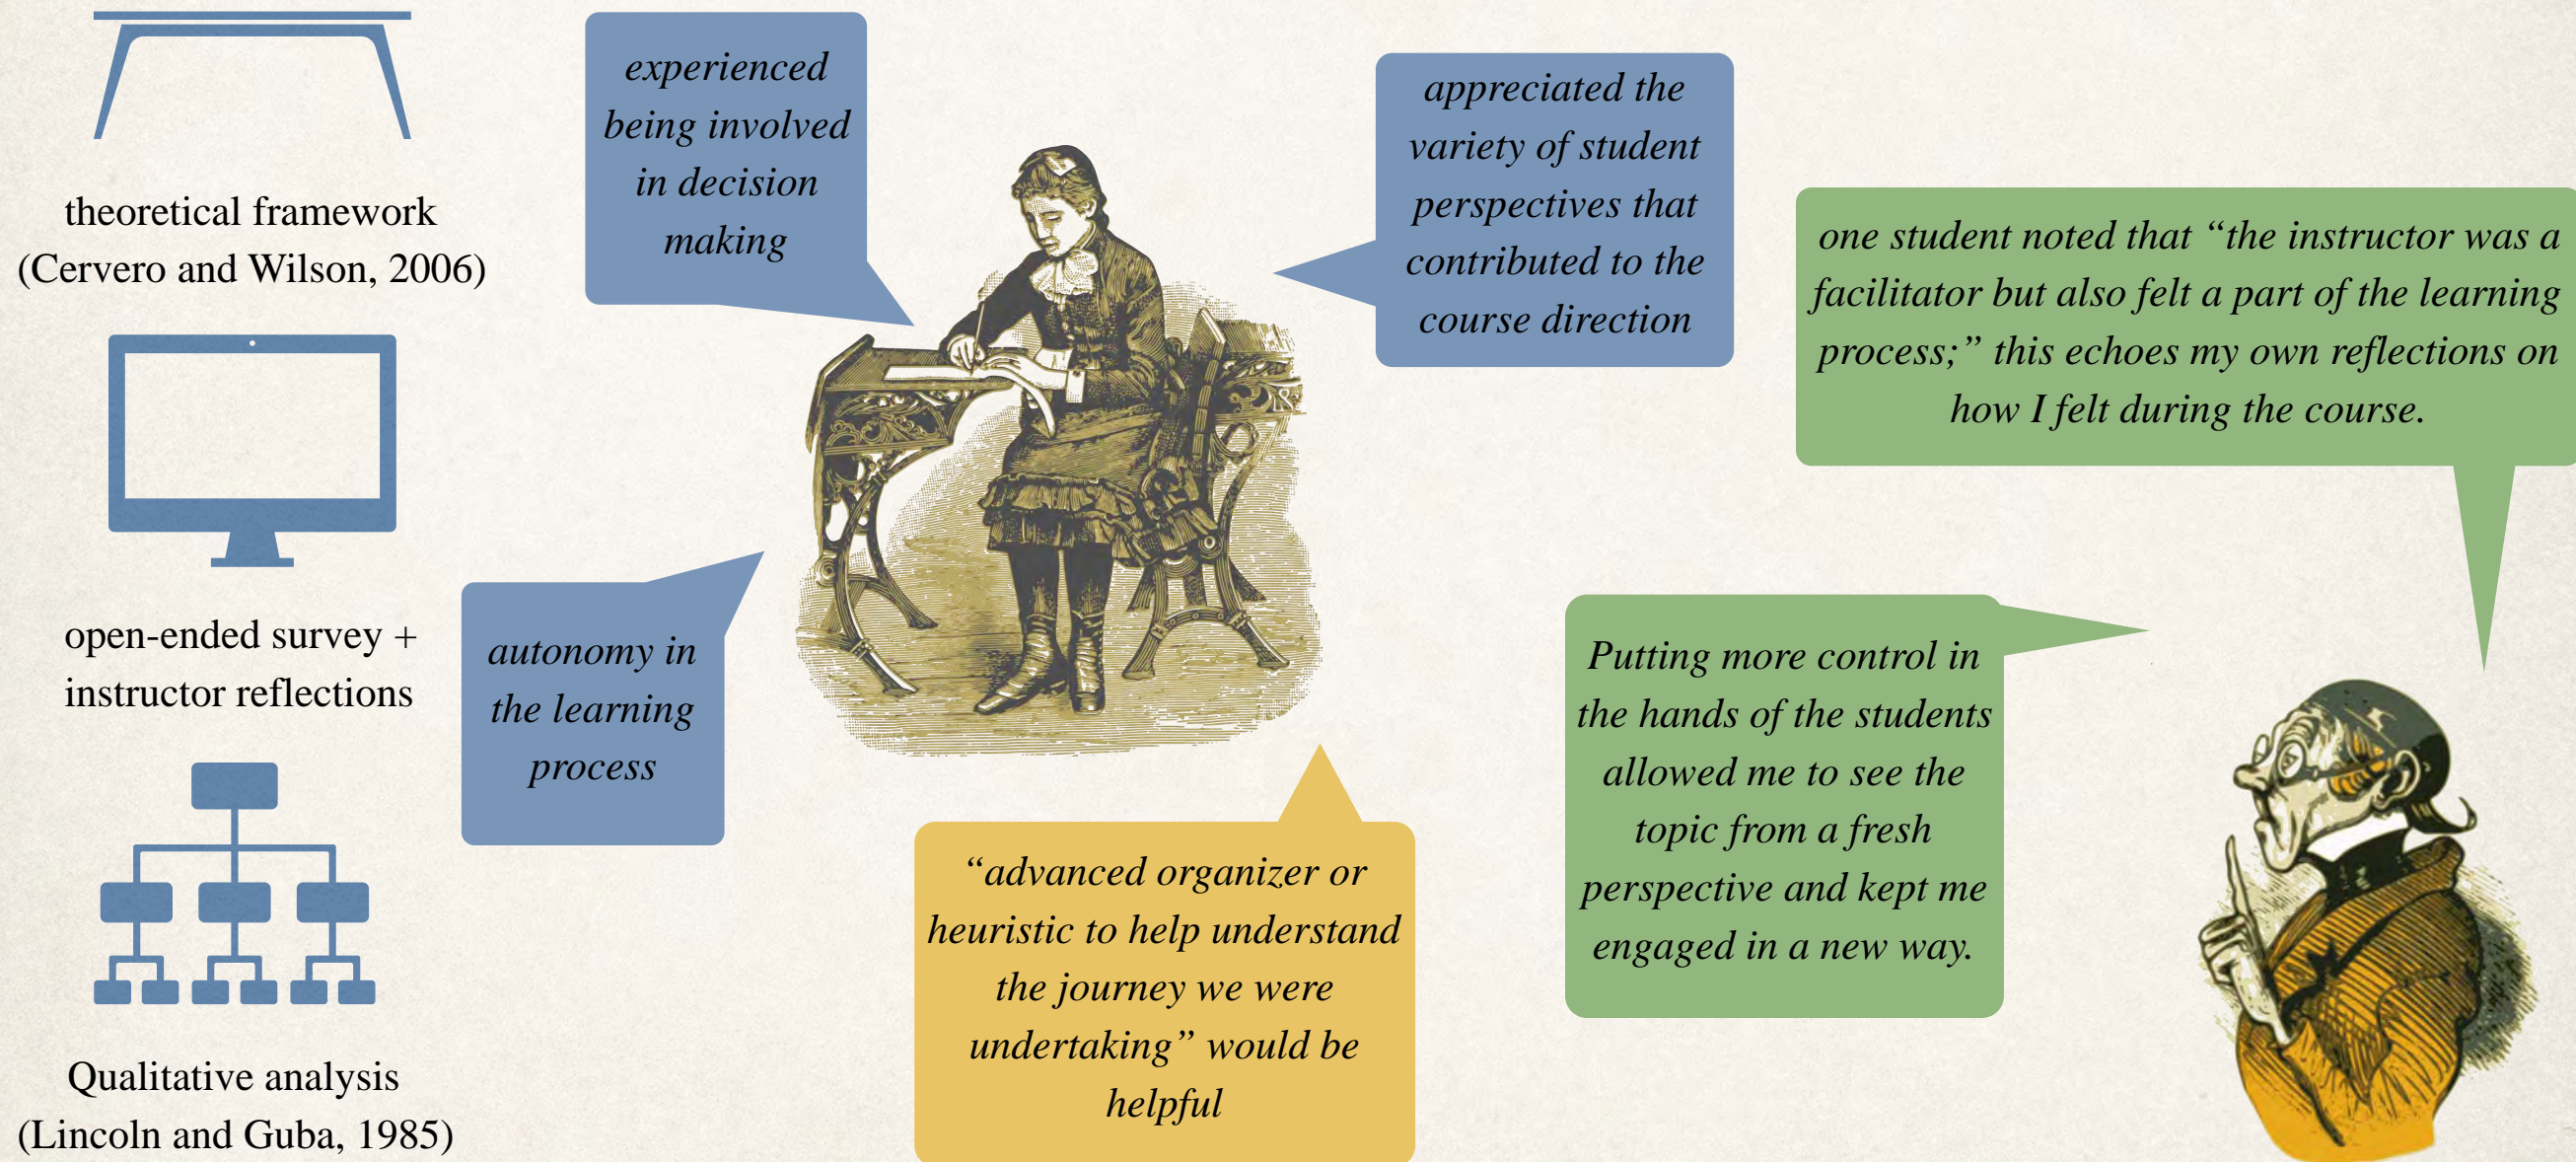 theoretical framework
(Cervero and Wilson, 2006)
open-ended survey +
instructor reflections
Qualitative analysis
(Lincoln and Guba, 1985)
experienced
being involved
in decision
making
autonomy in
the learning
process
appreciated the
variety of student
perspectives that
contributed to the
course direction
“advanced organizer or
heuristic to help understand
the journey we were
undertaking” would be
helpful
one student noted that “the instructor was a
facilitator but also felt a part of the learning
process;” this echoes my own reflections on
how I felt during the course.
Putting more control in
the hands of the students
allowed me to see the
topic from a fresh
perspective and kept me
engaged in a new way.